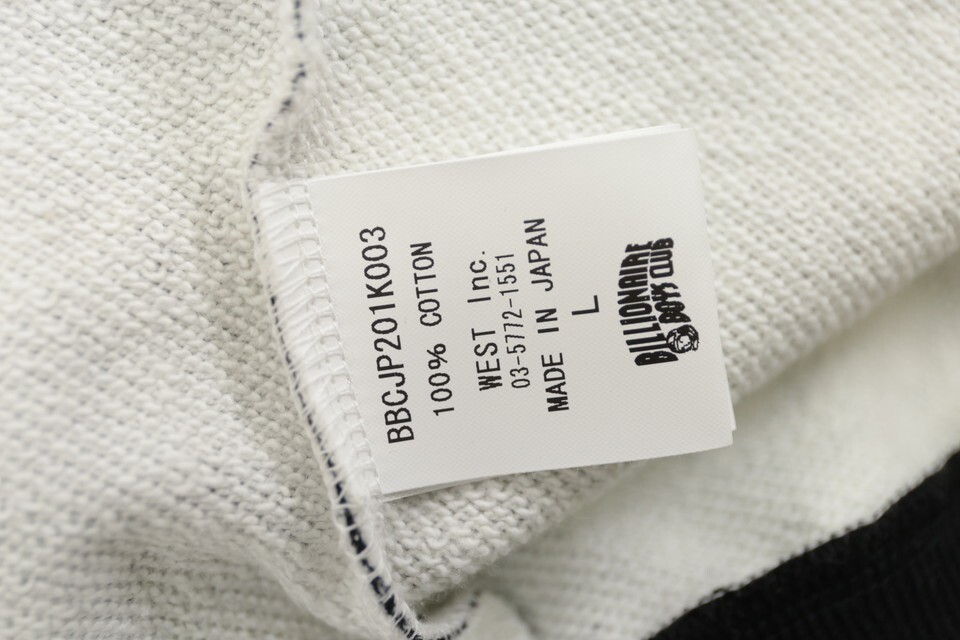 BBCJP201K003
100% COTTON
WEST Inc.
03-5772-1551
MADE IN JAPAN
L
BILLIONAIRE
BOYS CLUB